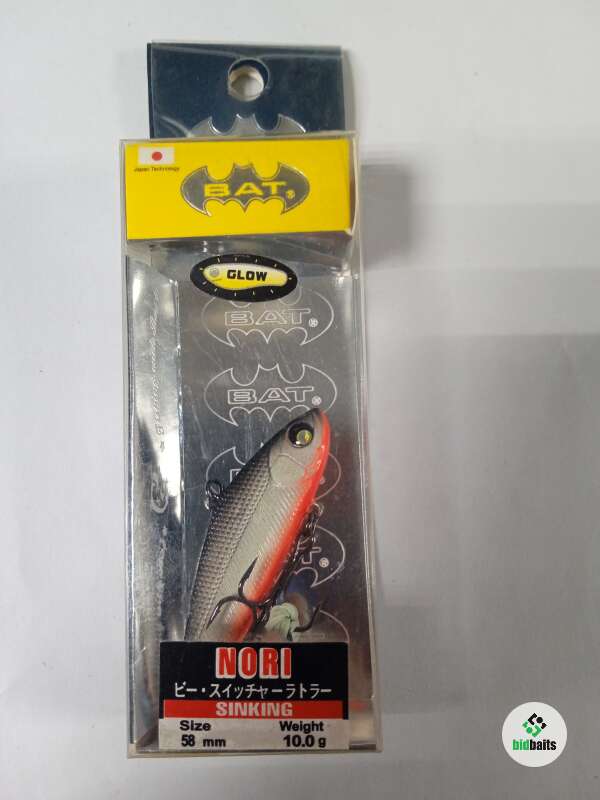 Japan Technology
BAT®
GLOW
BAT®
BAT®
NORI
ビー・スイッチャーラトラー
SINKING
Size Weight
58 mm 10.0 g
bidbaits